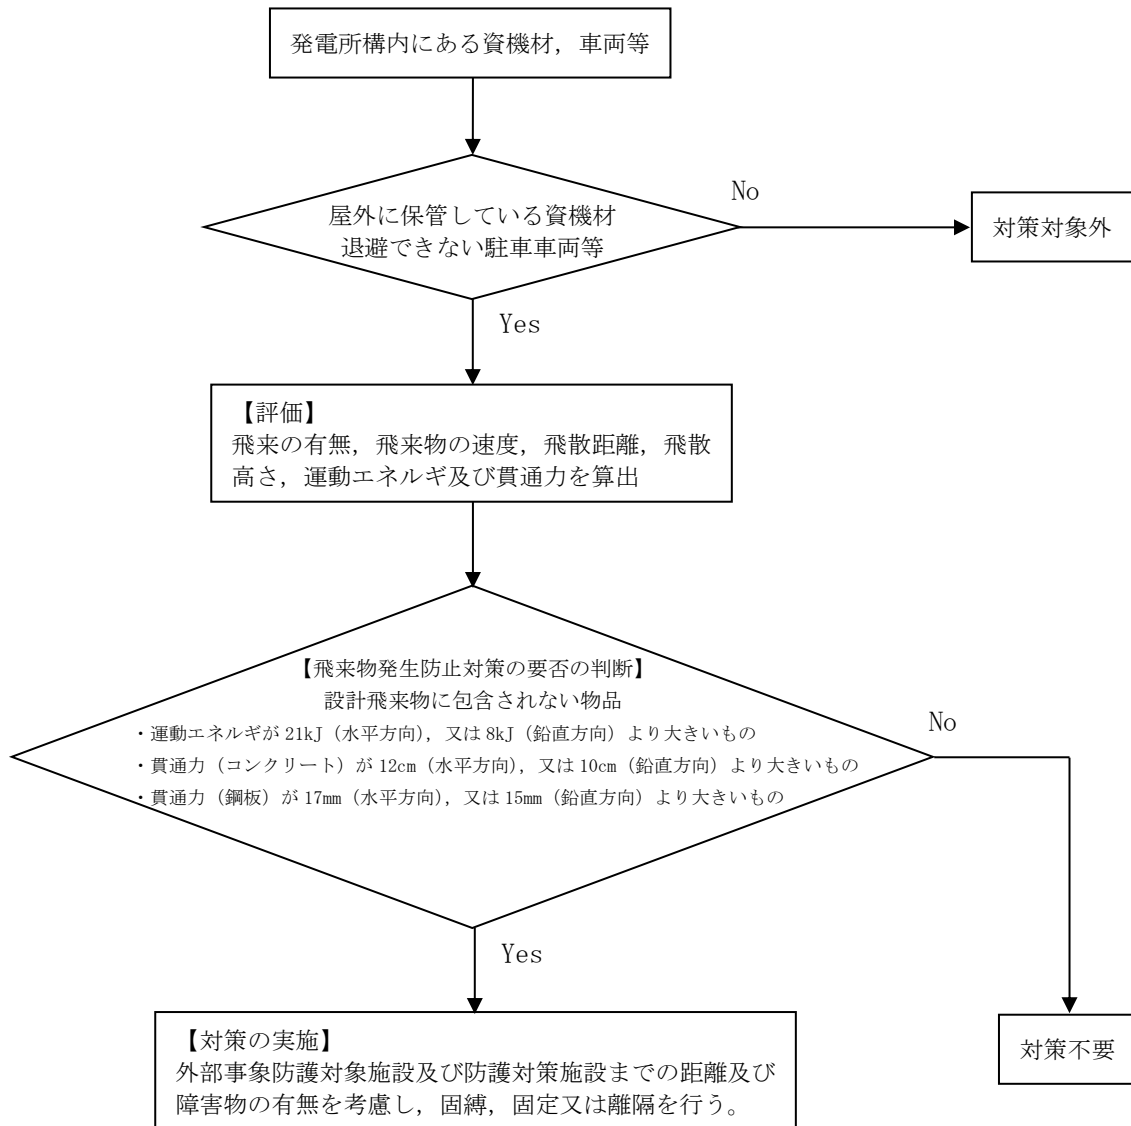 発電所構内にある資機材，車両等
屋外に保管している資機材
退避できない駐車車両等
No
対策対象外
Yes
【評価】
飛来の有無，飛来物の速度，飛散距離，飛散
高さ，運動エネルギ及び貫通力を算出
【飛来物発生防止対策の要否の判断】
設計飛来物に包含されない物品
・運動エネルギが 21kJ（水平方向），又は 8kJ（鉛直方向）より大きいもの
・貫通力（コンクリート）が 12cm（水平方向），又は 10cm（鉛直方向）より大きいもの
・貫通力（鋼板）が 17㎜（水平方向），又は 15㎜（鉛直方向）より大きいもの
No
Yes
【対策の実施】
外部事象防護対象施設及び防護対策施設までの距離及び
障害物の有無を考慮し，固縛，固定又は離隔を行う。
対策不要